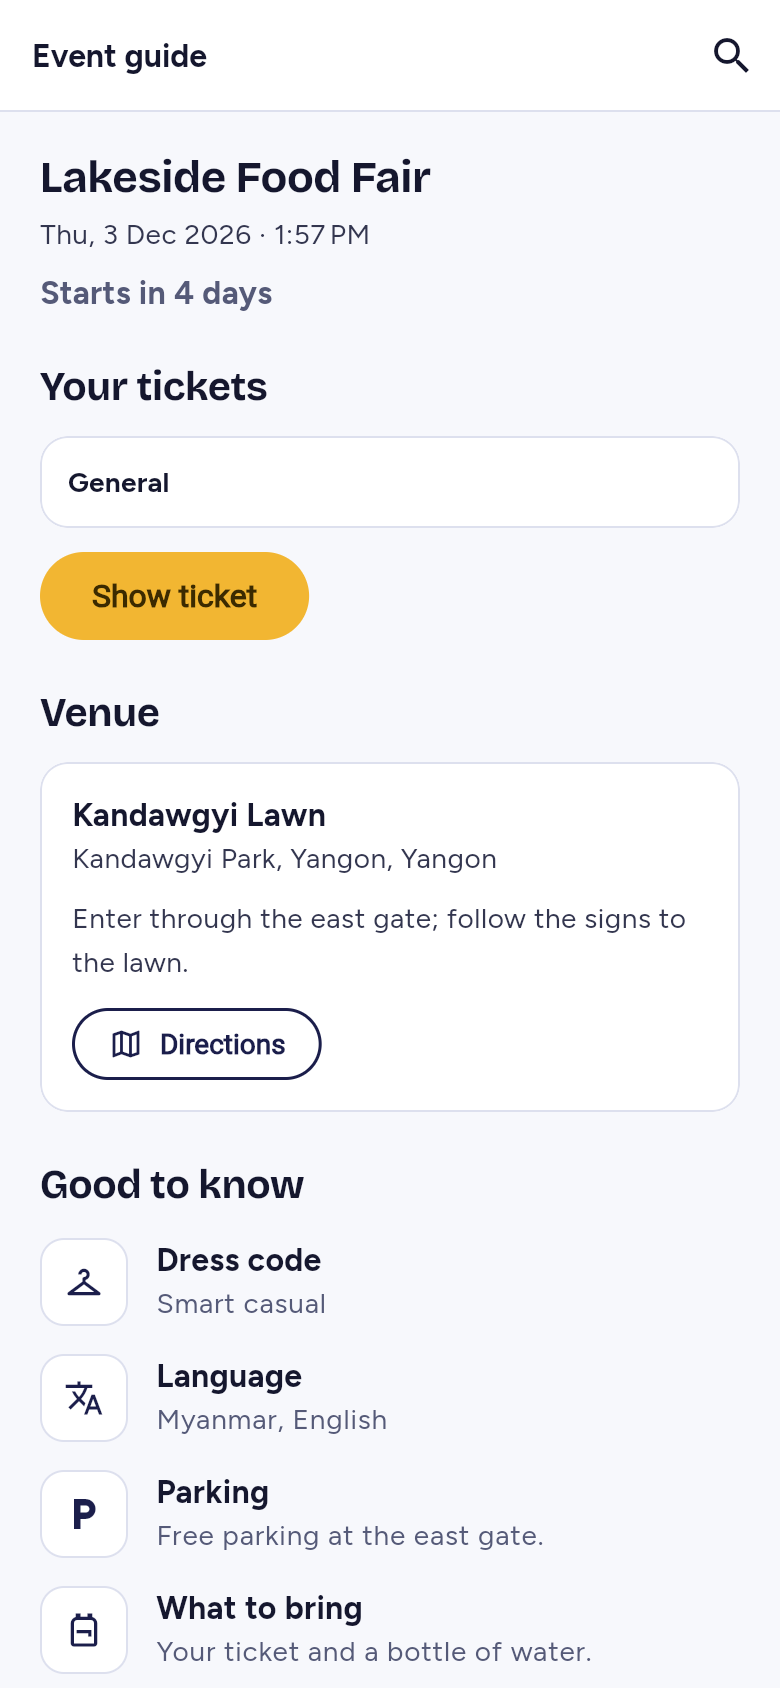 Event guide
Lakeside Food Fair
Thu, 3 Dec 2026 · 1:57 PM
Starts in 4 days
Your tickets
General
Show ticket
Venue
Kandawgyi Lawn
Kandawgyi Park, Yangon, Yangon
Enter through the east gate; follow the signs to
the lawn.
Directions
Good to know
Dress code
Smart casual
Language
Myanmar, English
Parking
Free parking at the east gate.
What to bring
Your ticket and a bottle of water.